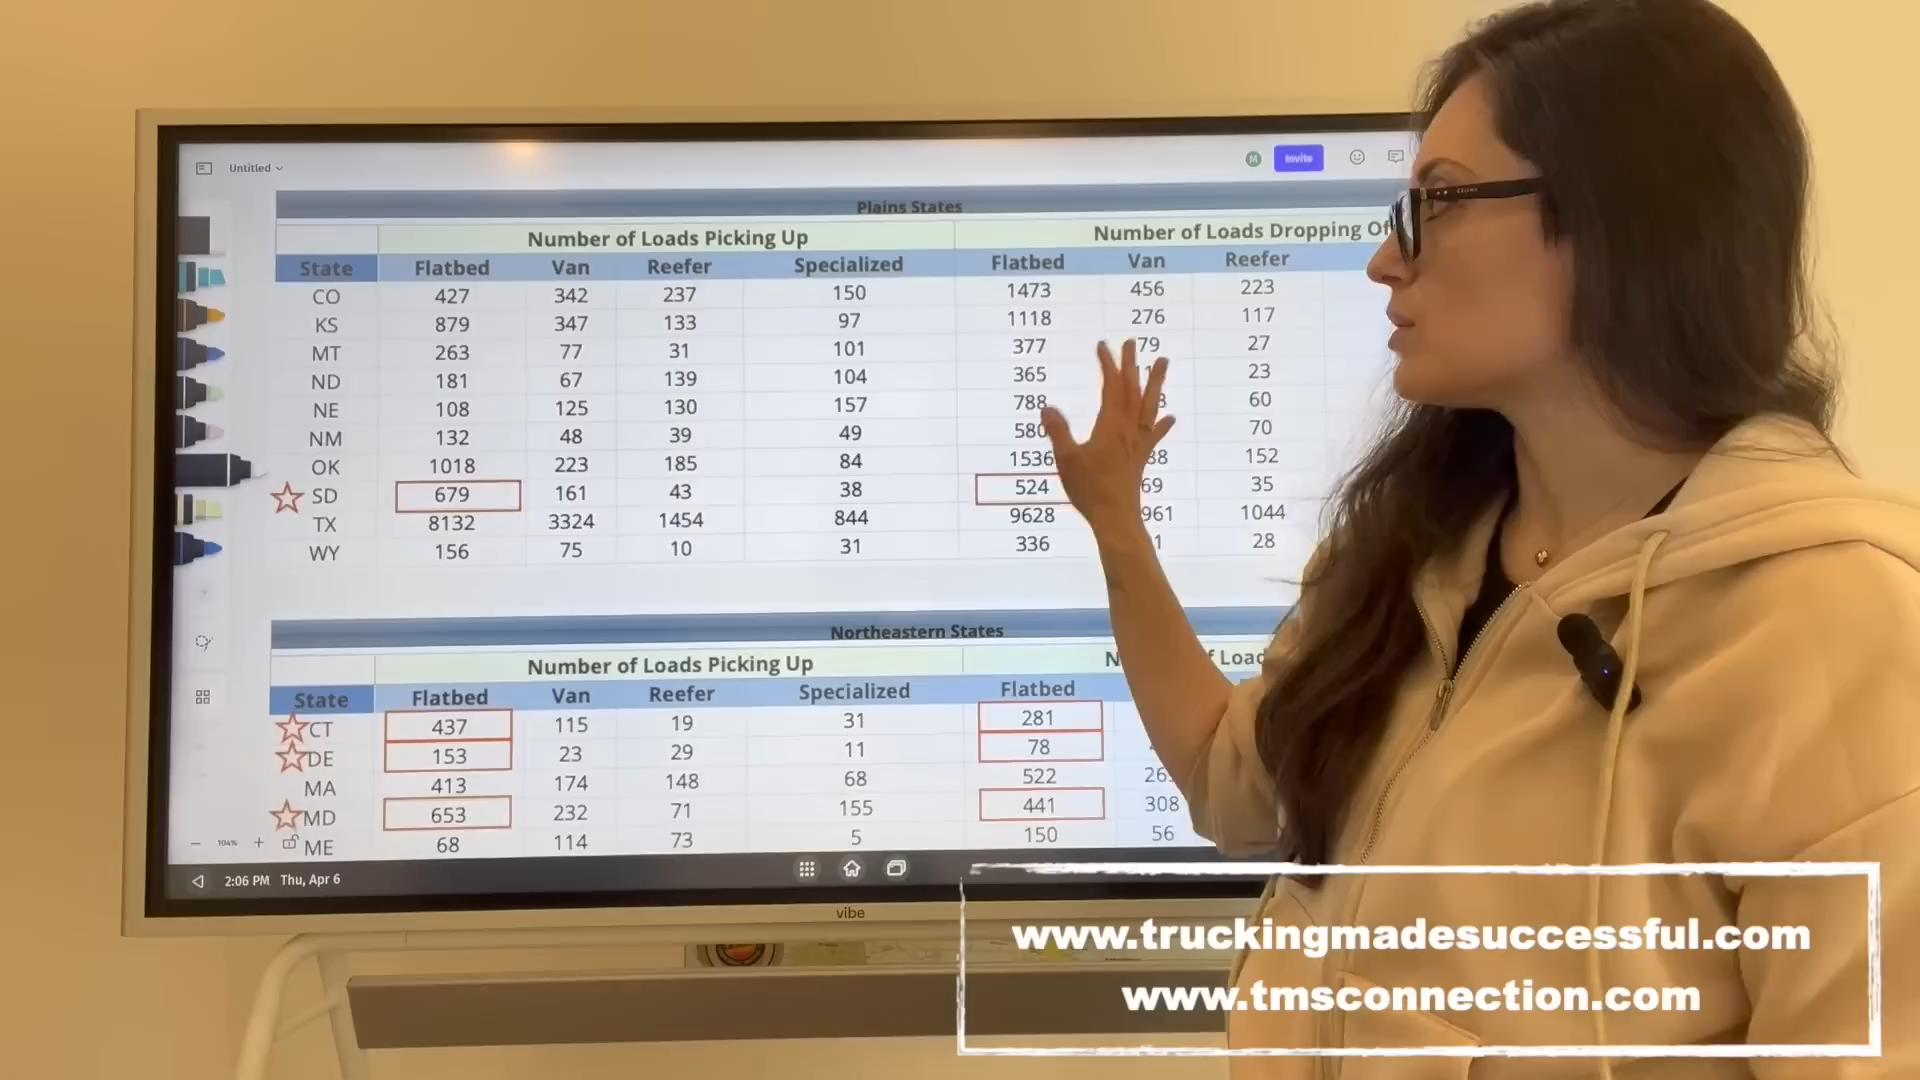 Untitled
M
Invite
Plains States
Number of Loads Picking Up Number of Loads Dropping Of
State Flatbed Van Reefer Specialized Flatbed Van Reefer
CO 427 342 237 150 1473 456 223
KS 879 347 133 97 1118 276 117
MT 263 77 31 101 377 79 27
ND 181 67 139 104 365 23
NE 108 125 130 157 788 60
NM 132 48 39 49 580 70
OK 1018 223 185 84 1536 152
SD 679 161 43 38 524 35
TX 8132 3324 1454 844 9628 961 1044
WY 156 75 10 31 336 28
Northeastern States
Number of Loads Picking Up
State Flatbed Van Reefer Specialized Flatbed
CT 437 115 19 31 281
DE 153 23 29 11 78
MA 413 174 148 68 522
MD 653 232 71 155 441 308
ME 68 114 73 5 150 56
104%
2:06 PM Thu, Apr 6
vibe
CELINE
www.truckingmadesuccessful.com
www.tmsconnection.com